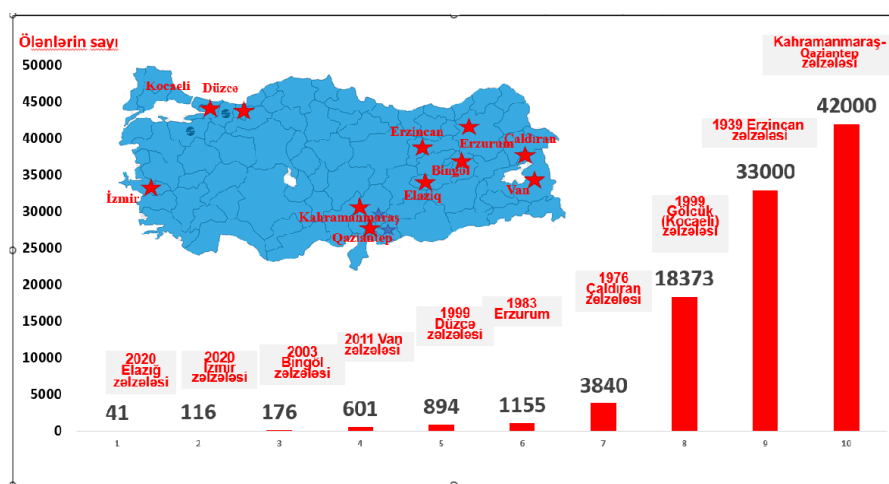 Ölənlərin sayı
50000
45000
40000
35000
30000
25000
20000
15000
10000
5000
0
Kocaeli
Düzcə
Erzincan
Erzurum
Çaldıran
Bingöl
Elaziq
Van
İzmir
Kahramanmaraş
Qaziantep
2020
Elazığ
zəlzələsi
41
2020
İzmir
zəlzələsi
116
2003
Bingöl
zəlzələsi
176
2011 Van
zəlzələsi
601
1999
Düzcə
zəlzələsi
894
1983
Erzurum
1155
1976
Çaldıran
zəlzələsi
3840
1999
Gölcük
(Kocaeli)
zəlzələsi
18373
1939 Erzincan
zəlzələsi
33000
Kahramanmaraş-
Qaziantep
zəlzələsi
42000
1 2 3 4 5 6 7 8 9 10